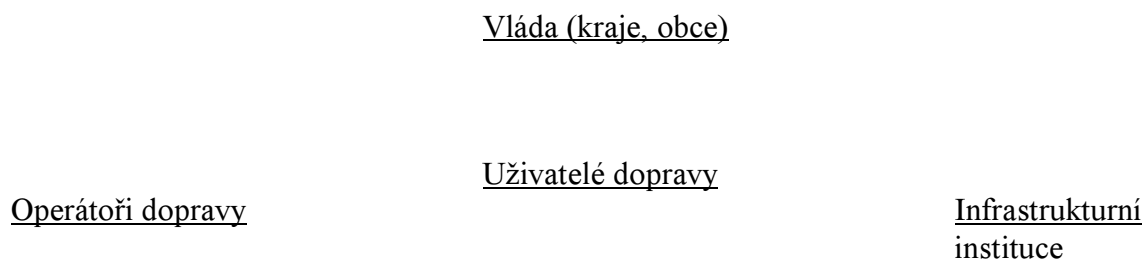 Vláda (kraje, obce)
Uživatelé dopravy
Operátoři dopravy
Infrastrukturní
instituce